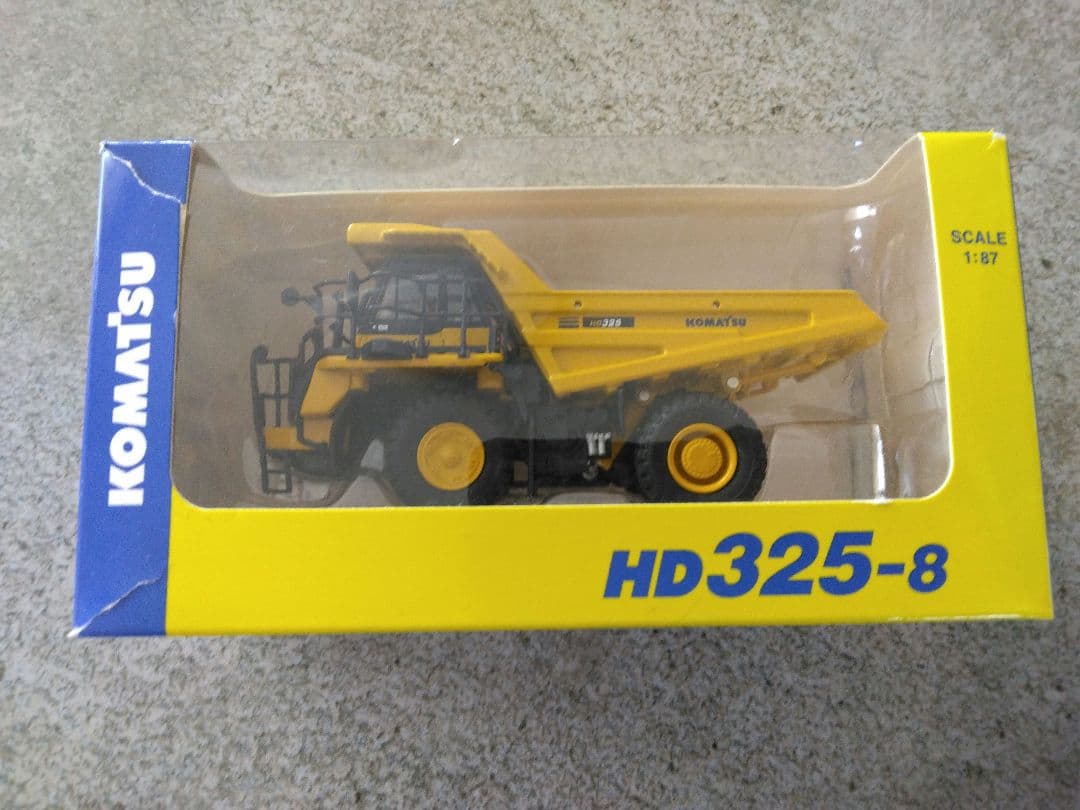 KOMATSU
SCALE
1:87
HD325
KOMATSU
HD325-8